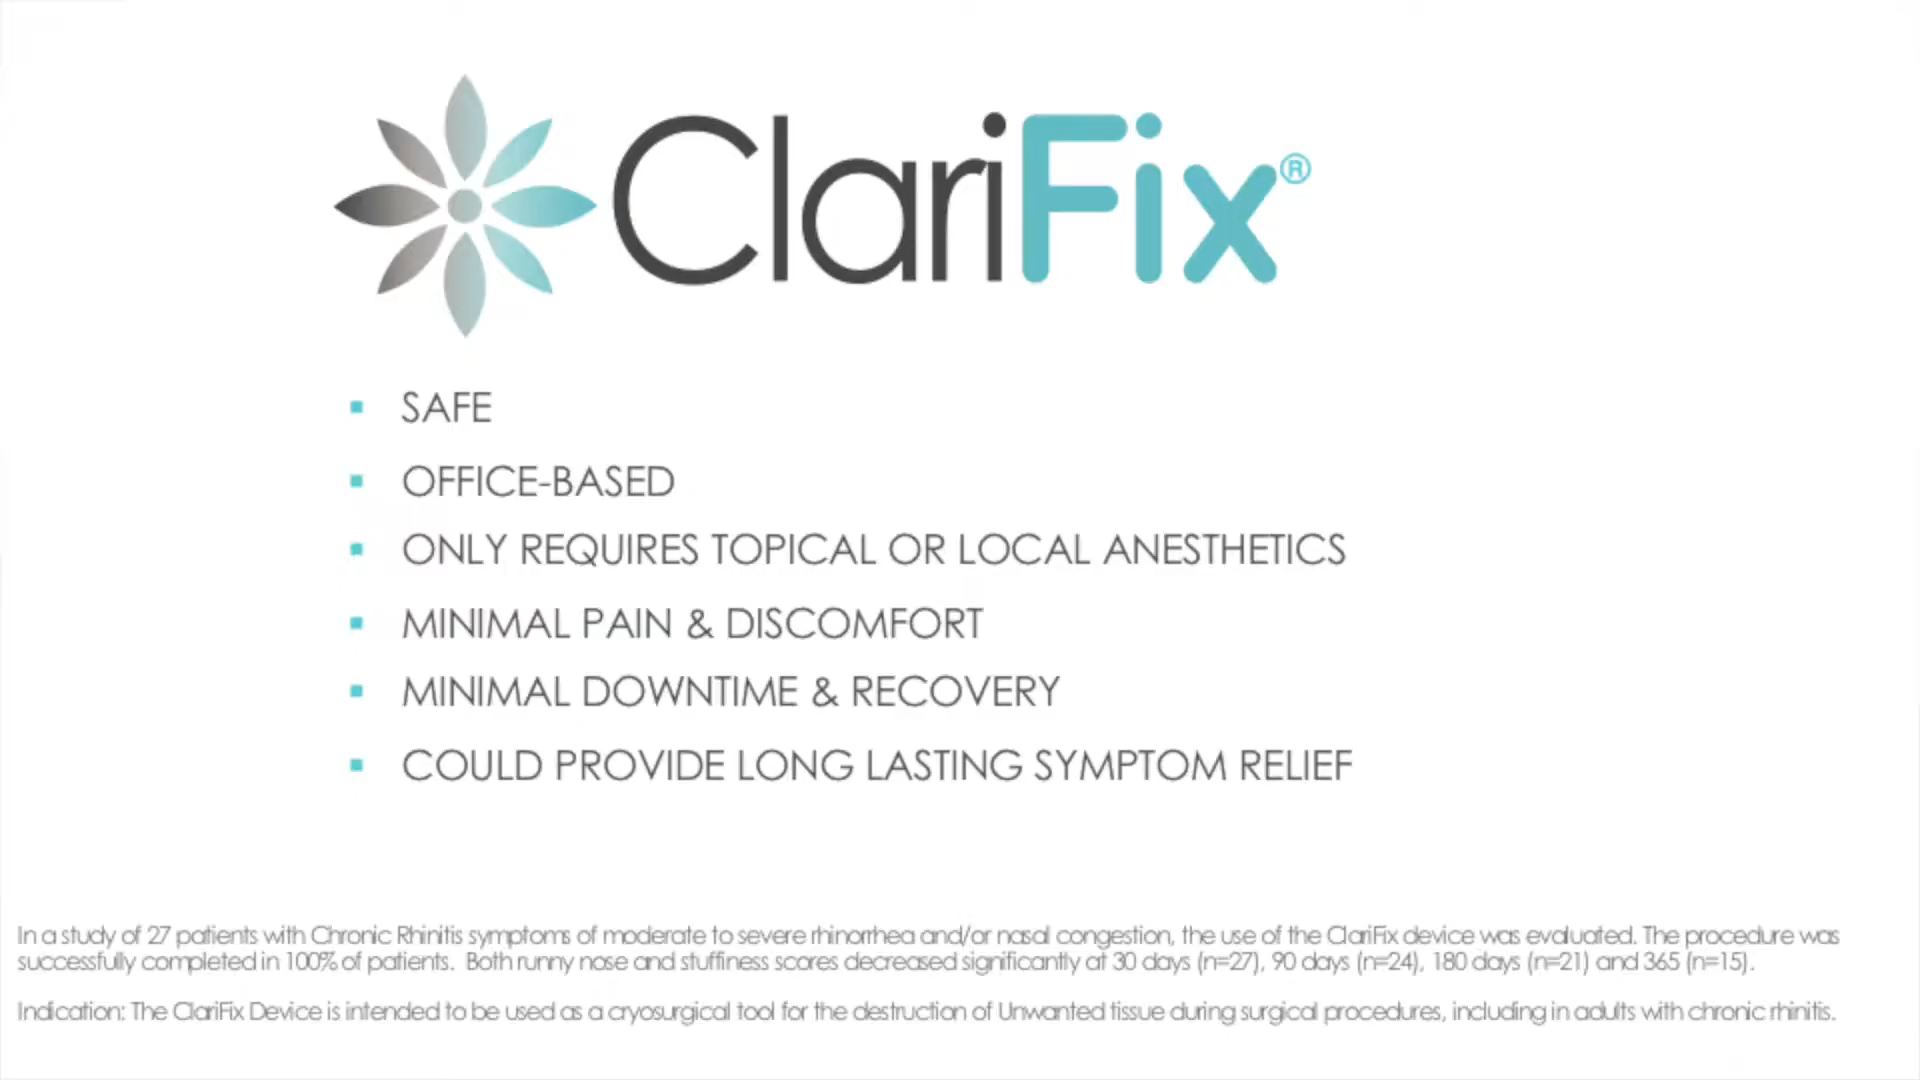 ClariFix®
▪ SAFE
▪ OFFICE-BASED
▪ ONLY REQUIRES TOPICAL OR LOCAL ANESTHETICS
▪ MINIMAL PAIN & DISCOMFORT
▪ MINIMAL DOWNTIME & RECOVERY
▪ COULD PROVIDE LONG LASTING SYMPTOM RELIEF
In a study of 27 patients with Chronic Rhinitis symptoms of moderate to severe rhinorrhea and/or nasal congestion, the use of the ClariFix device was evaluated. The procedure was
successfully completed in 100% of patients. Both runny nose and stuffiness scores decreased significantly at 30 days (n=27), 90 days (n=24), 180 days (n=21) and 365 (n=15).
Indication: The ClariFix Device is intended to be used as a cryosurgical tool for the destruction of Unwanted tissue during surgical procedures, including in adults with chronic rhinitis.